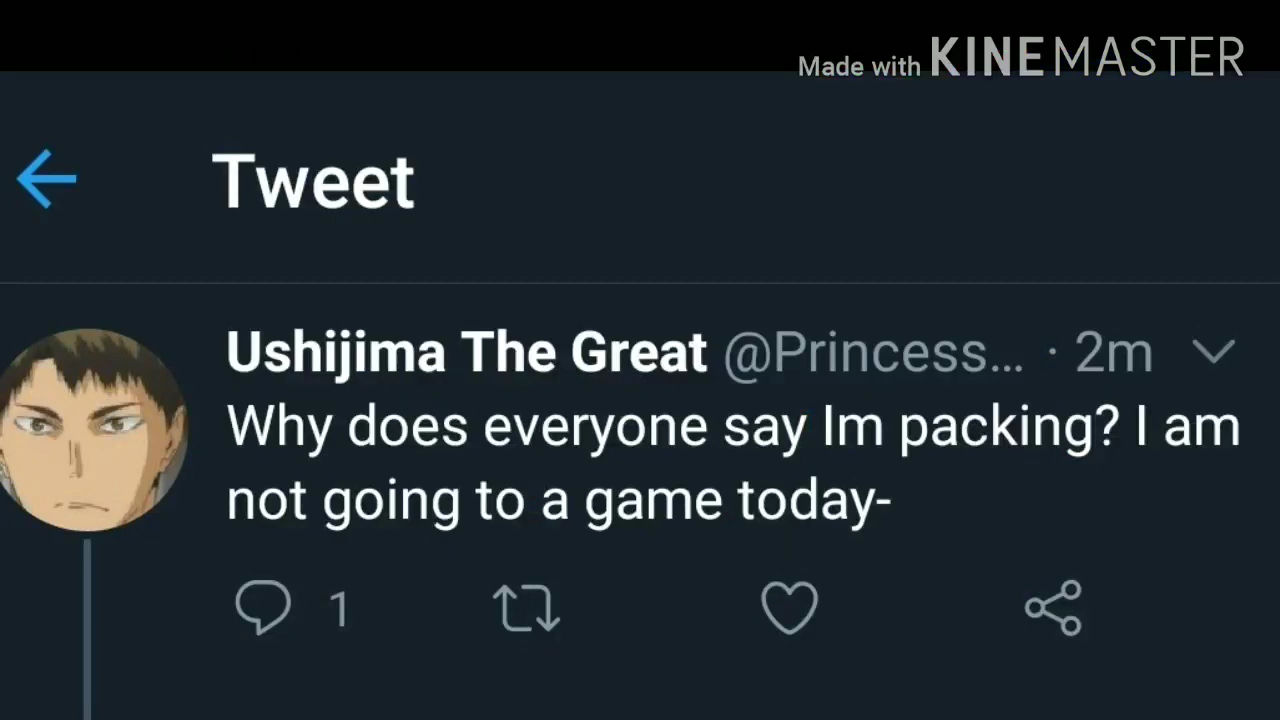 Made with KINEMASTER
Tweet
Ushijima The Great @Princess... · 2m
Why does everyone say Im packing? I am
not going to a game today-
1